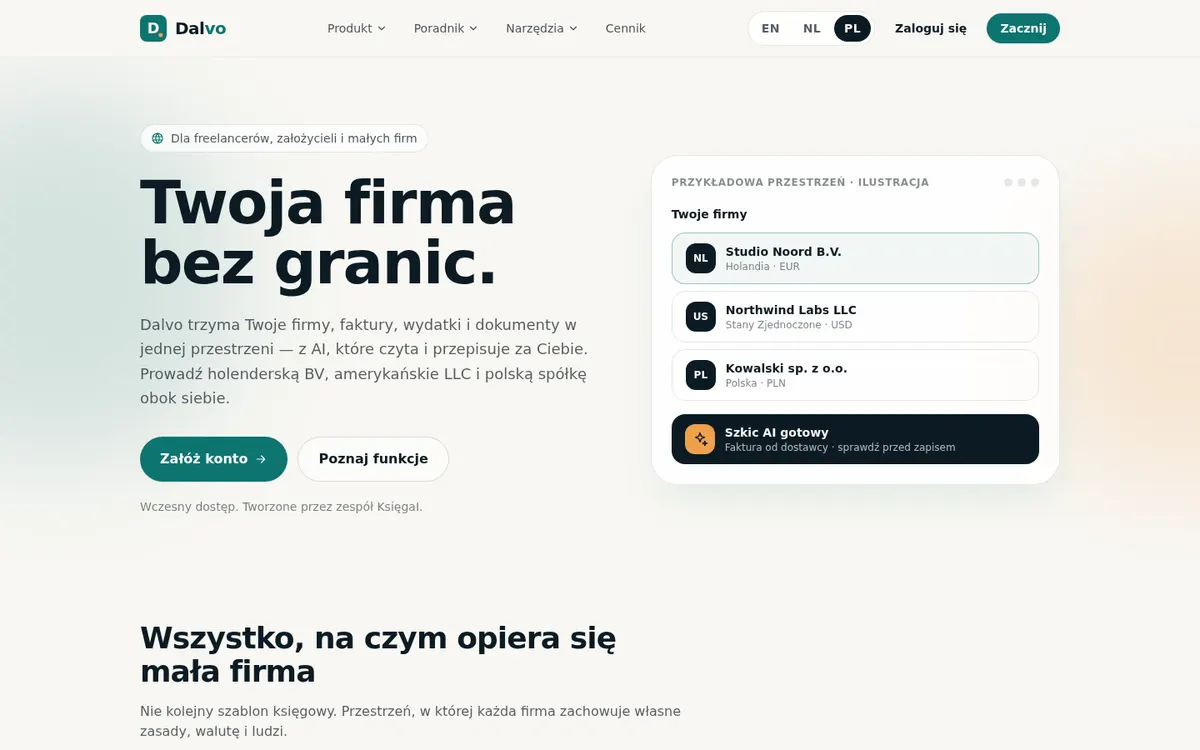 D.
Dalvo
Produkt
Poradnik
Narzędzia
Cennik
EN
NL
PL
Zaloguj się
Zacznij
Dla freelancerów, założycieli i małych firm
Twoja firma
bez granic.
Dalvo trzyma Twoje firmy, faktury, wydatki i dokumenty w
jednej przestrzeni — z AI, które czyta i przepisuje za Ciebie.
Prowadź holenderską BV, amerykańskie LLC i polską spółkę
obok siebie.
Załóż konto →
Poznaj funkcje
Wczesny dostęp. Tworzone przez zespół KsięgaI.
PRZYKŁADOWA PRZESTRZEŃ · ILUSTRACJA
Twoje firmy
NL
Studio Noord B.V.
Holandia · EUR
US
Northwind Labs LLC
Stany Zjednoczone · USD
PL
Kowalski sp. z o.o.
Polska · PLN
Szkic AI gotowy
Faktura od dostawcy · sprawdź przed zapisem
Wszystko, na czym opiera się
mała firma
Nie kolejny szablon księgowy. Przestrzeń, w której każda firma zachowuje własne
zasady, walutę i ludzi.